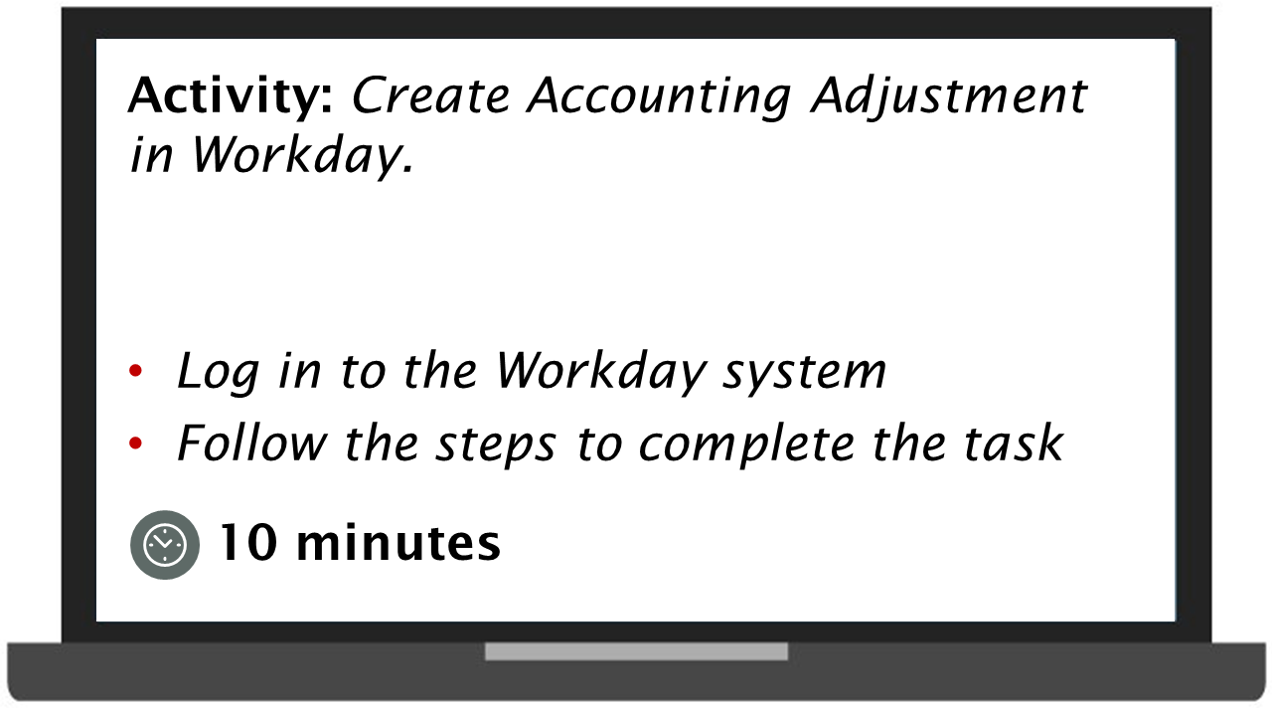 Activity: Create Accounting Adjustment
in Workday.
• Log in to the Workday system
• Follow the steps to complete the task
10 minutes